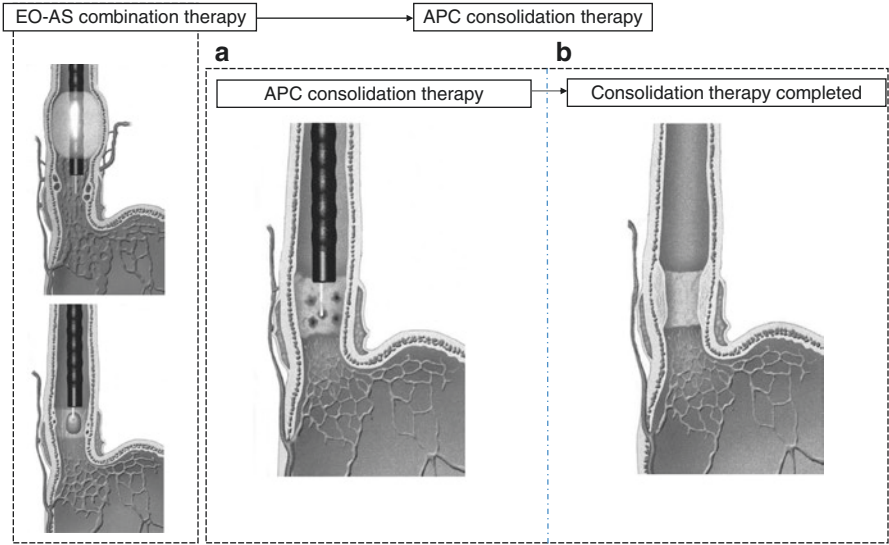 EO-AS combination therapy
APC consolidation therapy
a
b
APC consolidation therapy
Consolidation therapy completed